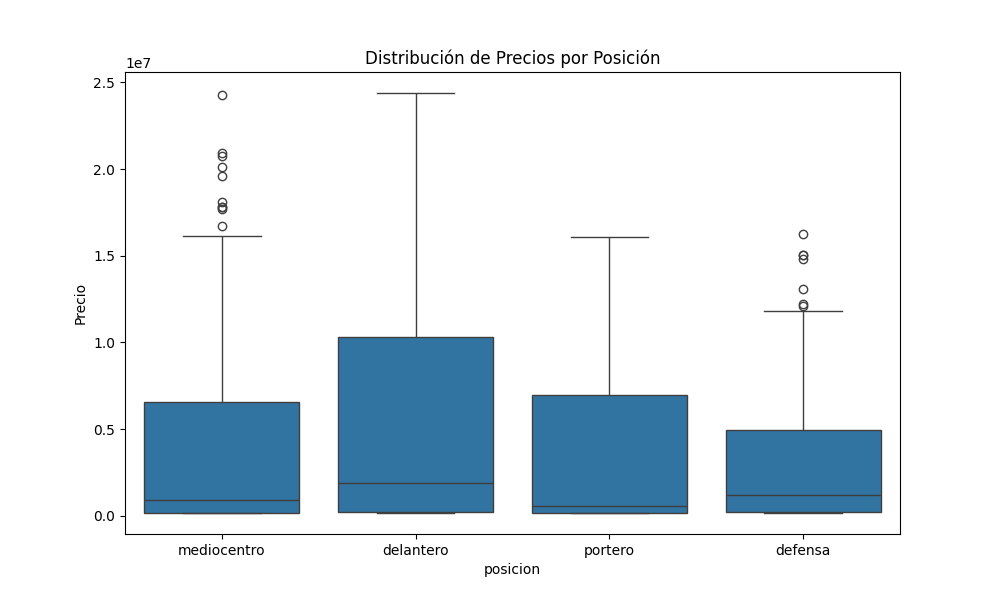 Distribución de Precios por Posición
1e7
2.5
2.0
1.5
1.0
0.5
0.0
Precio
mediocentro delantero portero defensa
posicion